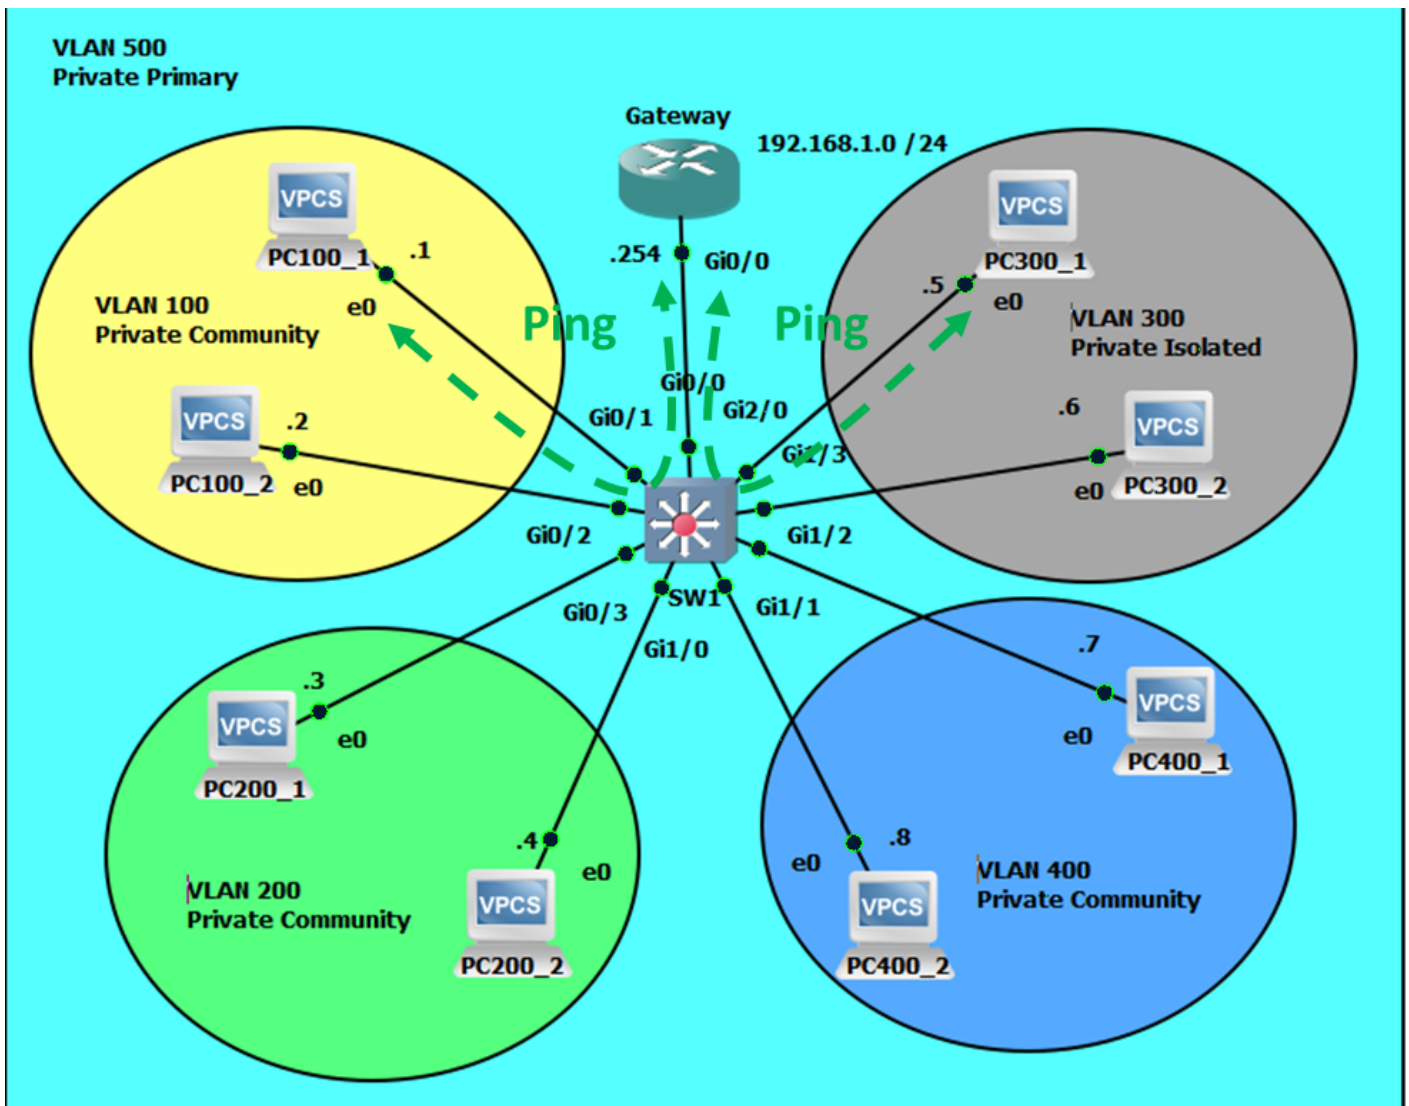 VLAN 500
Private Primary
Gateway
192.168.1.0 /24
VPCS
PC100_1
.1
e0
VLAN 100
Private Community
.254
Gi0/0
VPCS
PC300_1
.5
e0
VLAN 300
Private Isolated
Ping
Ping
VPCS
PC100_2
.2
e0
Gi0/0
Gi0/1
Gi2/0
Gi1/3
.6
VPCS
PC300_2
e0
Gi0/2
Gi1/2
Gi0/3
SW1
Gi1/1
Gi1/0
.3
VPCS
PC200_1
e0
.7
VPCS
PC400_1
e0
.4
e0
VPCS
PC200_2
VLAN 200
Private Community
.8
e0
VPCS
PC400_2
VLAN 400
Private Community